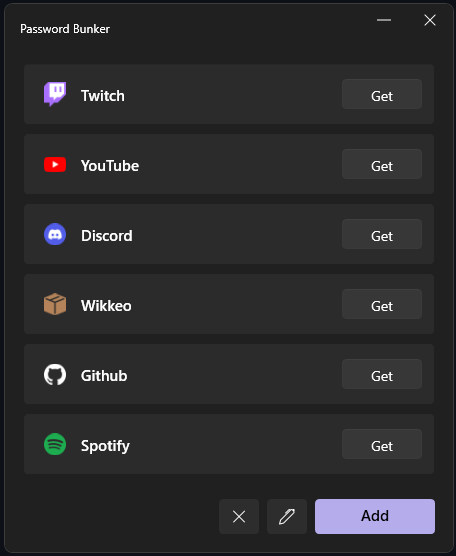 Password Bunker
Twitch Get
YouTube Get
Discord Get
Wikkeo Get
Github Get
Spotify Get
Add